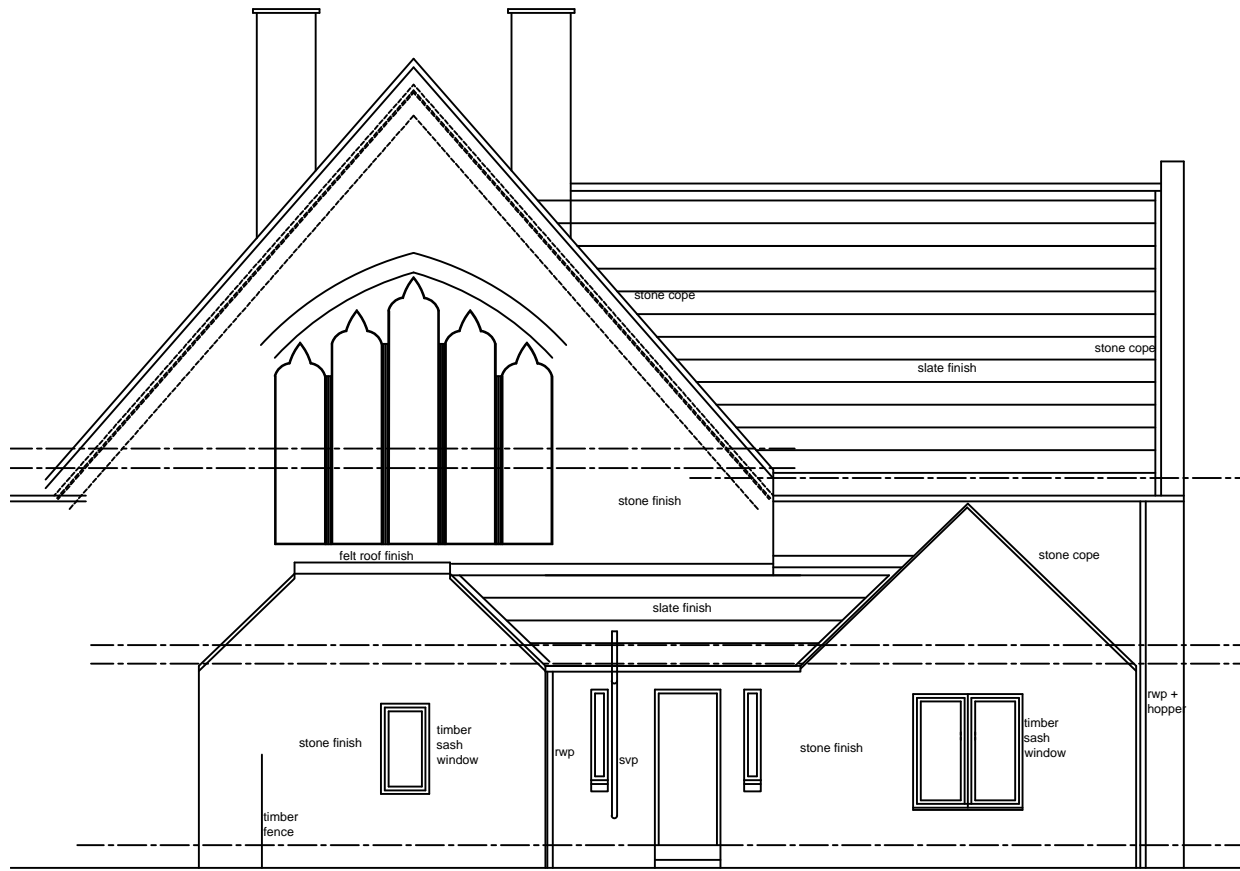 stone cope
stone cope
slate finish
stone finish
felt roof finish
stone cope
slate finish
rwp +
hopper
timber
sash
window
timber
sash
window
stone finish
stone finish
rwp
svp
timber
fence